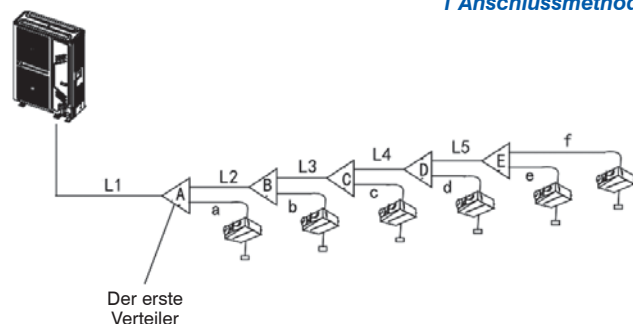 1 Anschlussmethod
L1
A
L2
a
B
L3
b
C
L4
c
D
L5
d
E
f
e
Der erste
Verteiler